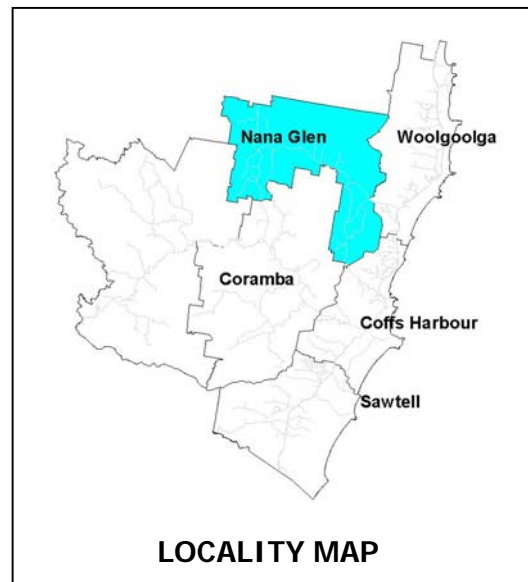 Nana Glen
Woolgoolga
Coramba
Coffs Harbour
Sawtell
LOCALITY MAP